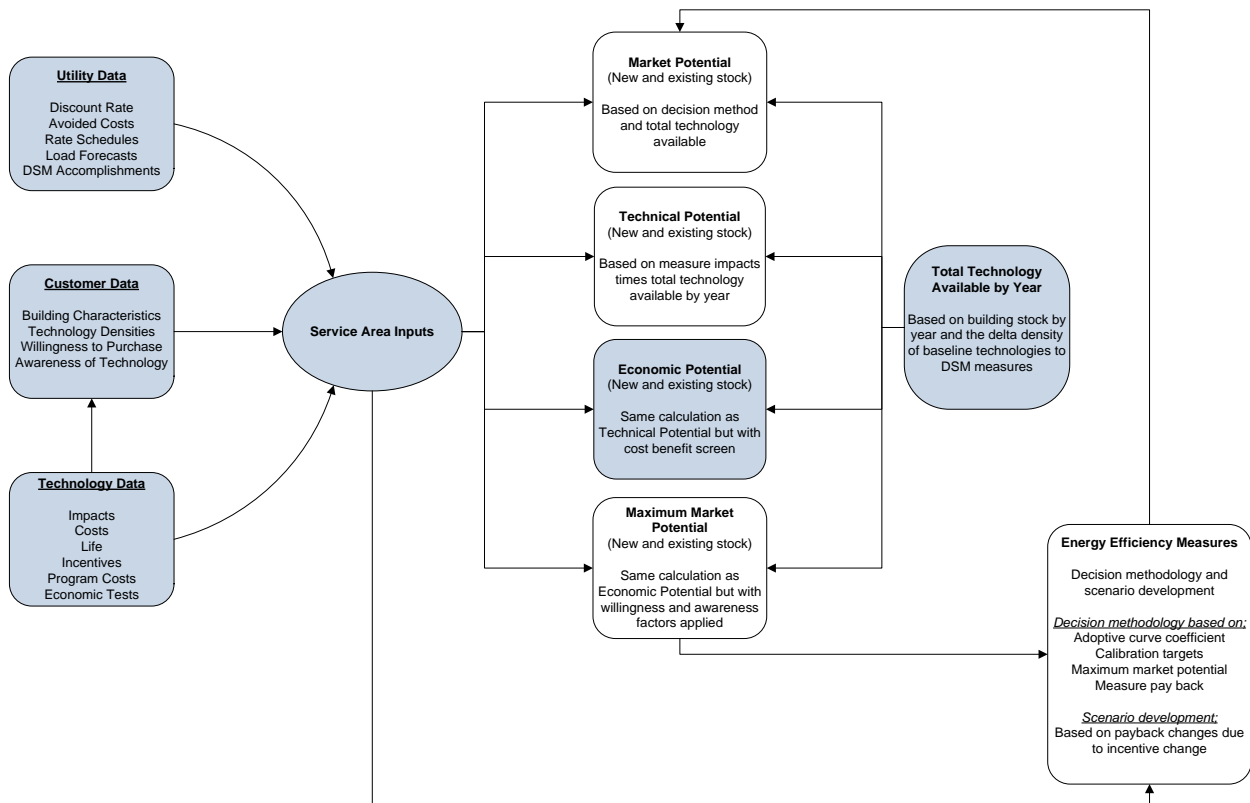 Utility Data
Discount Rate
Avoided Costs
Rate Schedules
Load Forecasts
DSM Accomplishments
Customer Data
Building Characteristics
Technology Densities
Willingness to Purchase
Awareness of Technology
Technology Data
Impacts
Costs
Life
Incentives
Program Costs
Economic Tests
Service Area Inputs
Market Potential
(New and existing stock)
Based on decision method
and total technology
available
Technical Potential
(New and existing stock)
Based on measure impacts
times total technology
available by year
Economic Potential
(New and existing stock)
Same calculation as
Technical Potential but with
cost benefit screen
Maximum Market
Potential
(New and existing stock)
Same calculation as
Economic Potential but with
willingness and awareness
factors applied
Total Technology
Available by Year
Based on building stock by
year and the delta density
of baseline technologies to
DSM measures
Energy Efficiency Measures
Decision methodology and
scenario development
Decision methodology based on:
Adoptive curve coefficient
Calibration targets
Maximum market potential
Measure pay back
Scenario development:
Based on payback changes due
to incentive change